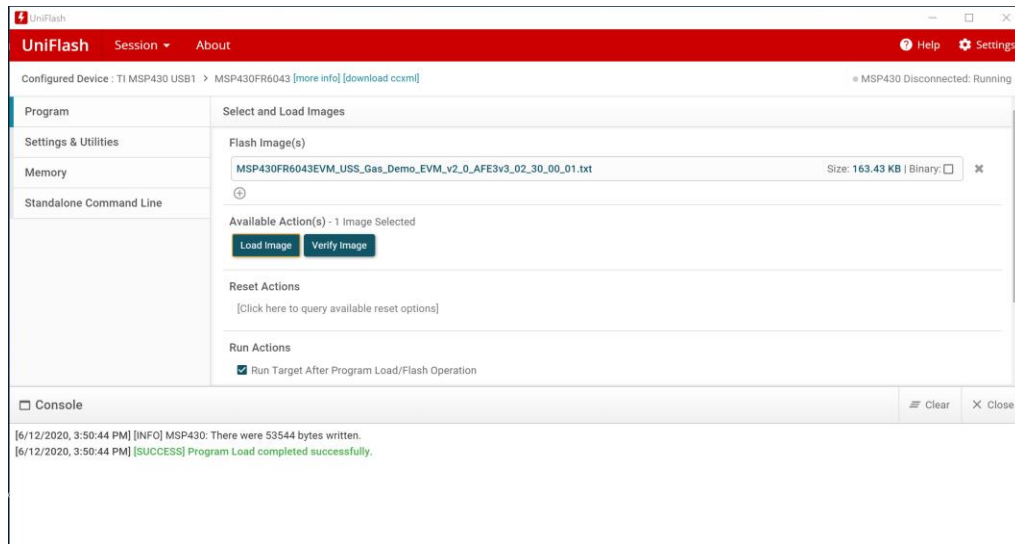 UniFlash
UniFlash Session About Help Settings
Configured Device : TI MSP430 USB1 > MSP430FR6043 [more info] [download ccxml] MSP430 Disconnected: Running
Program
Settings & Utilities
Memory
Standalone Command Line
Select and Load Images
Flash Image(s)
MSP430FR6043EVM_USS_Gas_Demo_EVM_v2_0_AFE3v3_02_30_00_01.txt Size: 163.43 KB | Binary:
Available Action(s) - 1 Image Selected
Load Image Verify Image
Reset Actions
[Click here to query available reset options]
Run Actions
Run Target After Program Load/Flash Operation
Console Clear Close
[6/12/2020, 3:50:44 PM] [INFO] MSP430: There were 53544 bytes written.
[6/12/2020, 3:50:44 PM] [SUCCESS] Program Load completed successfully.